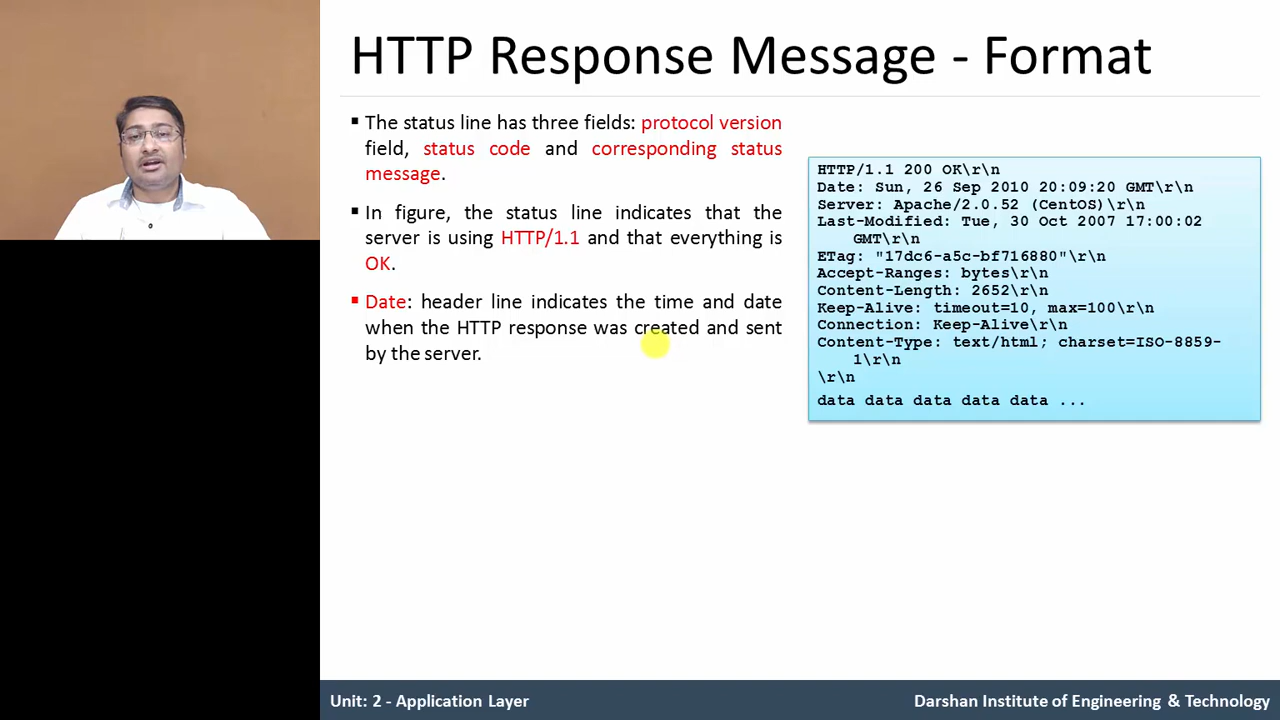 HTTP Response Message - Format
▪ The status line has three fields: protocol version
field, status code and corresponding status
message.
▪ In figure, the status line indicates that the
server is using HTTP/1.1 and that everything is
OK.
▪ Date: header line indicates the time and date
when the HTTP response was created and sent
by the server.
HTTP/1.1 200 OK\r\n
Date: Sun, 26 Sep 2010 20:09:20 GMT\r\n
Server: Apache/2.0.52 (CentOS)\r\n
Last-Modified: Tue, 30 Oct 2007 17:00:02
GMT\r\n
ETag: "17dc6-a5c-bf716880"\r\n
Accept-Ranges: bytes\r\n
Content-Length: 2652\r\n
Keep-Alive: timeout=10, max=100\r\n
Connection: Keep-Alive\r\n
Content-Type: text/html; charset=ISO-8859-
1\r\n
\r\n
data data data data data ...
Unit: 2 - Application Layer
Darshan Institute of Engineering & Technology